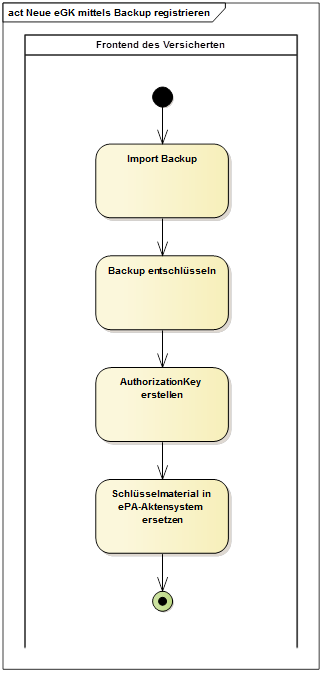 act Neue eGK mittels Backup registrieren
Frontend des Versicherten
Import Backup
Backup entschlüsseln
AuthorizationKey
erstellen
Schlüsselmaterial in
ePA-Aktensystem
ersetzen